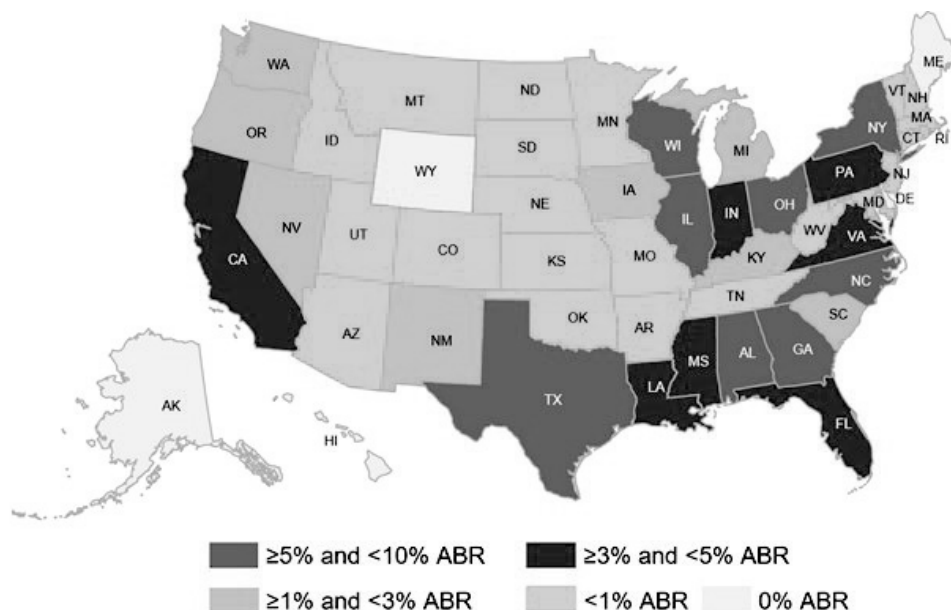 WA
MT
ND
MN
ME
VT
NH
OR
ID
SD
WI
MI
NY
MA
CT
RI
WY
IA
PA
NJ
NE
IL
IN
OH
DE
MD
NV
UT
CO
WV
VA
CA
KS
MO
KY
NC
TN
AZ
NM
OK
AR
SC
MS
AL
GA
TX
LA
AK
FL
HI
≥5% and <10% ABR
≥3% and <5% ABR
≥1% and <3% ABR
<1% ABR
0% ABR